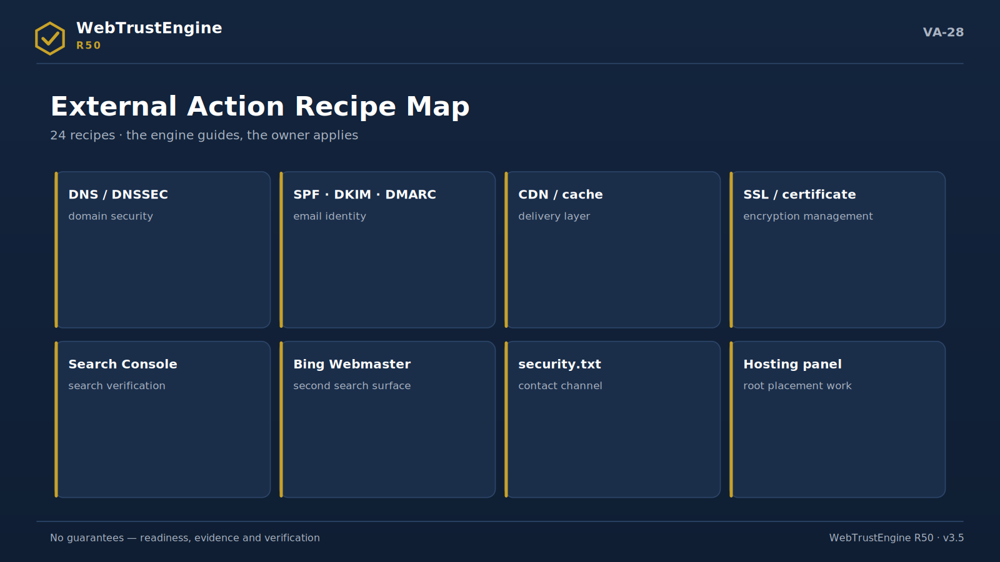 WebTrustEngine
R50
VA-28
External Action Recipe Map
24 recipes · the engine guides, the owner applies
DNS / DNSSEC
domain security
SPF · DKIM · DMARC
email identity
CDN / cache
delivery layer
SSL / certificate
encryption management
Search Console
search verification
Bing Webmaster
second search surface
security.txt
contact channel
Hosting panel
root placement work
No guarantees — readiness, evidence and verification
WebTrustEngine R50 · v3.5